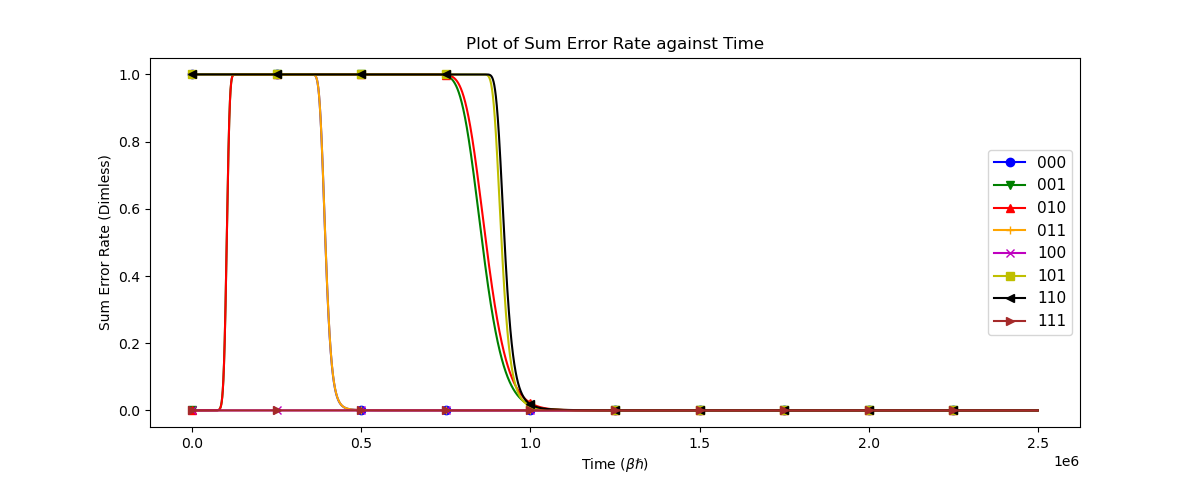 Plot of Sum Error Rate against Time
Sum Error Rate (Dimless)
1.0
0.8
0.6
0.4
0.2
0.0
000
001
010
011
100
101
110
111
0.0 0.5 1.0 1.5 2.0 2.5
1e6
Time (βℏ)